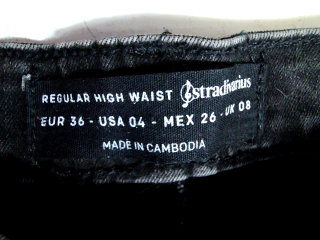 REGULAR HIGH WAIST stradivarius
EUR 36 - USA 04 - MEX 26 - UK 08
MADE IN CAMBODIA